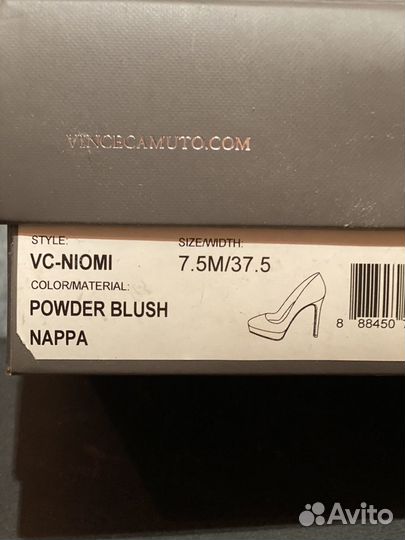 VINCECAMUTO.COM
STYLE: SIZE/WIDTH:
VC-NIOMI 7.5M/37.5
COLOR/MATERIAL:
POWDER BLUSH
NAPPA
8 88450
Avito